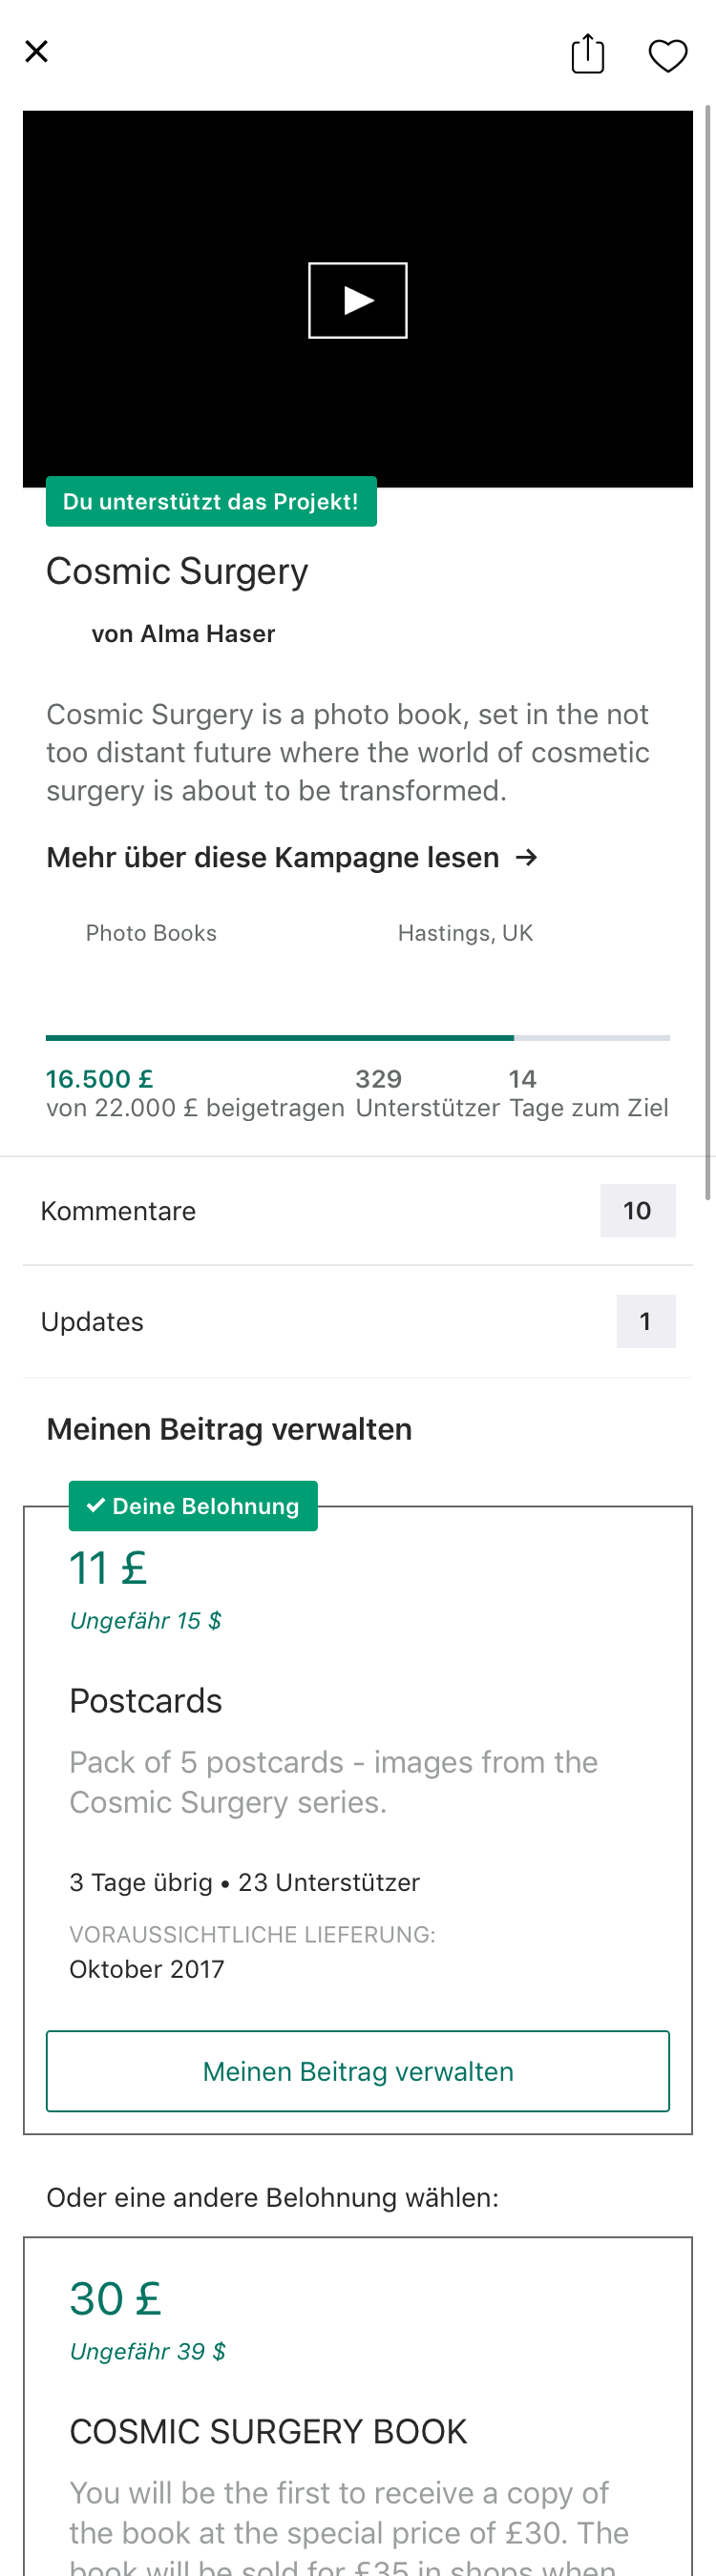 Du unterstützt das Projekt!
Cosmic Surgery
von Alma Haser
Cosmic Surgery is a photo book, set in the not
too distant future where the world of cosmetic
surgery is about to be transformed.
Mehr über diese Kampagne lesen →
Photo Books Hastings, UK
16.500 £ 329 14
von 22.000 £ beigetragen Unterstützer Tage zum Ziel
Kommentare 10
Updates 1
Meinen Beitrag verwalten
✓ Deine Belohnung
11 £
Ungefähr 15 $
Postcards
Pack of 5 postcards - images from the
Cosmic Surgery series.
3 Tage übrig • 23 Unterstützer
VORAUSSICHTLICHE LIEFERUNG:
Oktober 2017
Meinen Beitrag verwalten
Oder eine andere Belohnung wählen:
30 £
Ungefähr 39 $
COSMIC SURGERY BOOK
You will be the first to receive a copy of
the book at the special price of £30. The
book will be sold for £35 in shops when